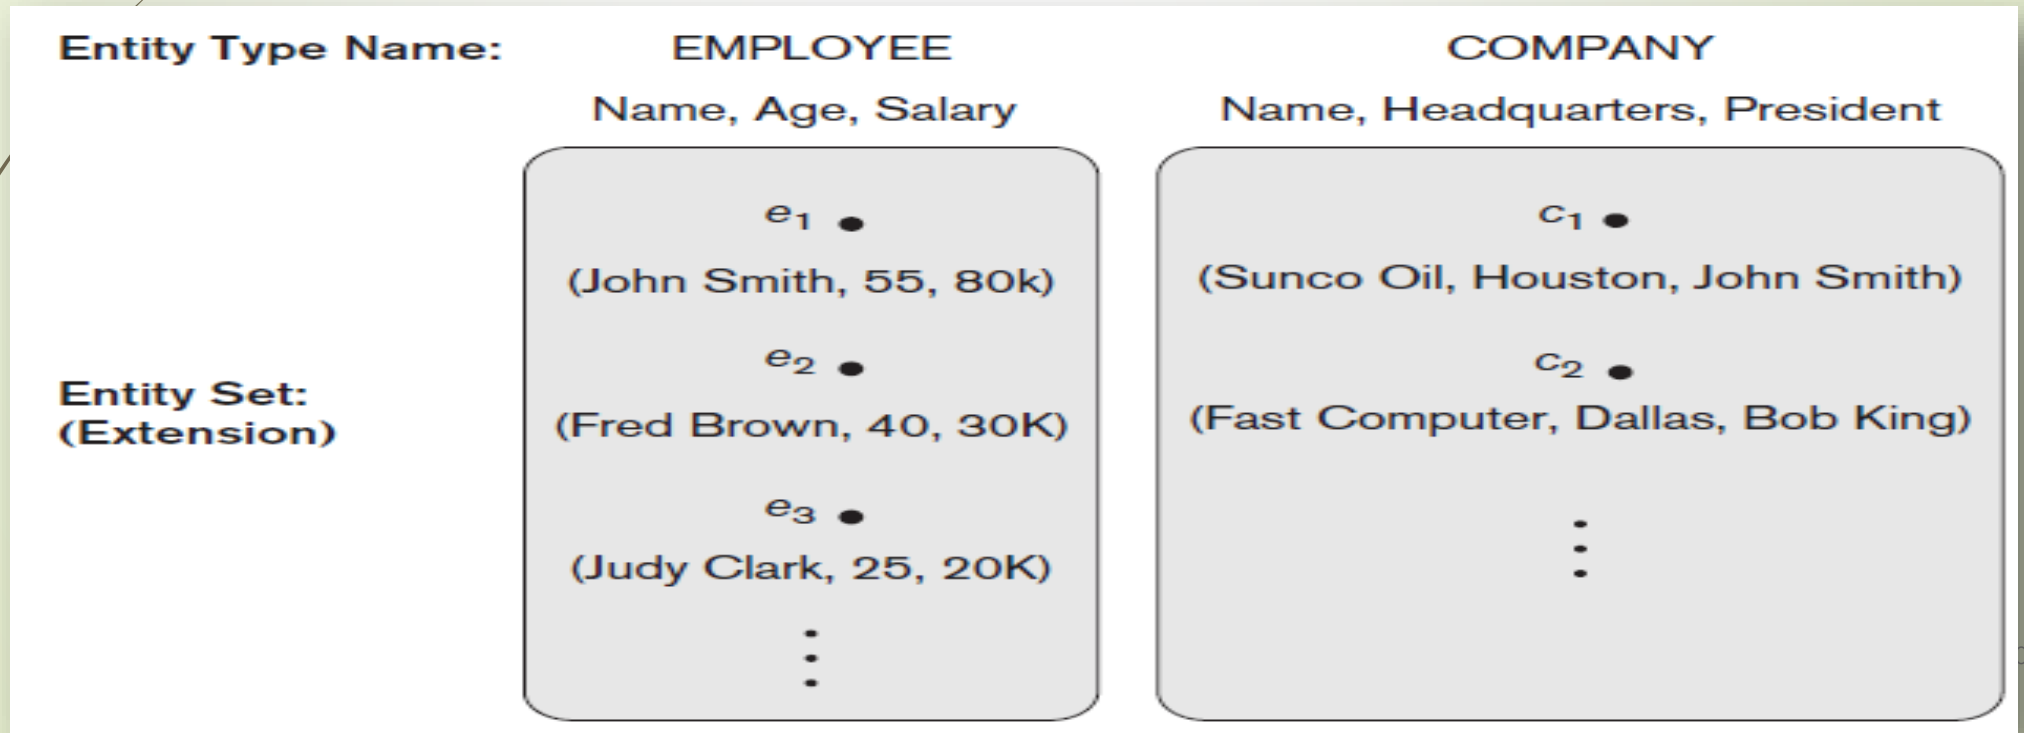 Entity Type Name: EMPLOYEE COMPANY
Name, Age, Salary Name, Headquarters, President
e1 c1
(John Smith, 55, 80k) (Sunco Oil, Houston, John Smith)
e2 c2
Entity Set: (Fred Brown, 40, 30K) (Fast Computer, Dallas, Bob King)
(Extension)
e3
(Judy Clark, 25, 20K)